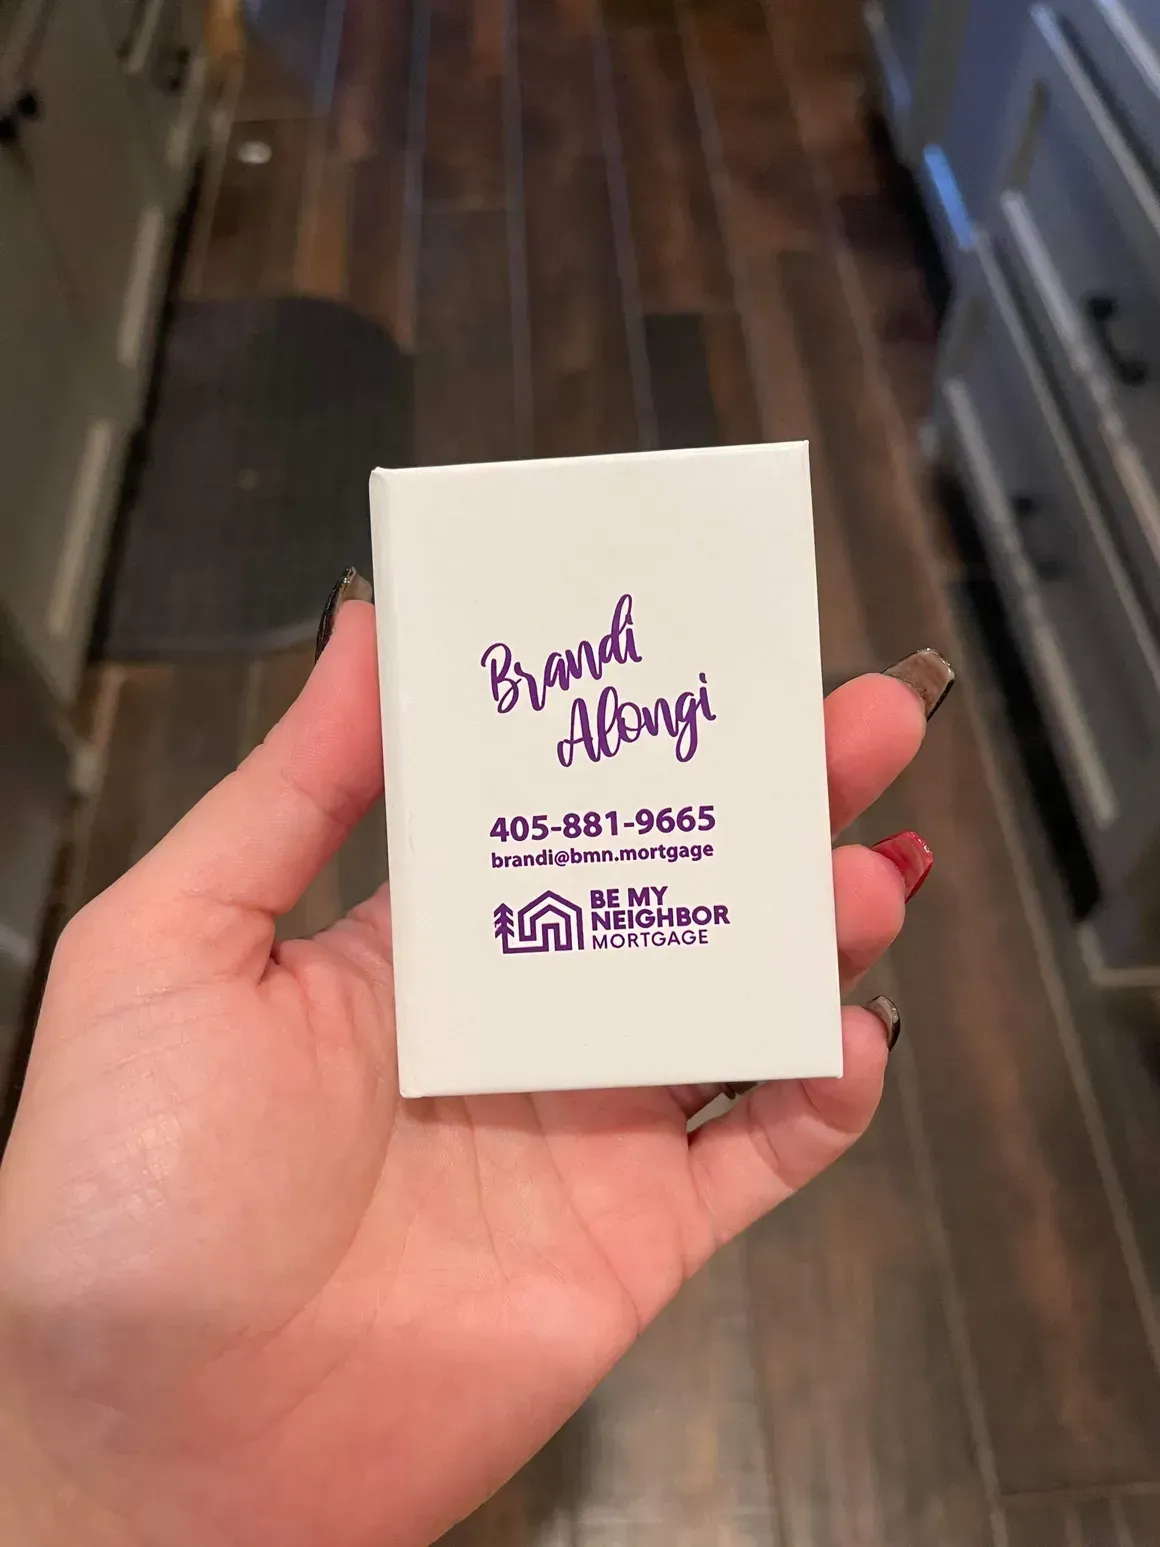 Brandi
Alongi
405-881-9665
brandi@bmn.mortgage
BE MY
NEIGHBOR
MORTGAGE